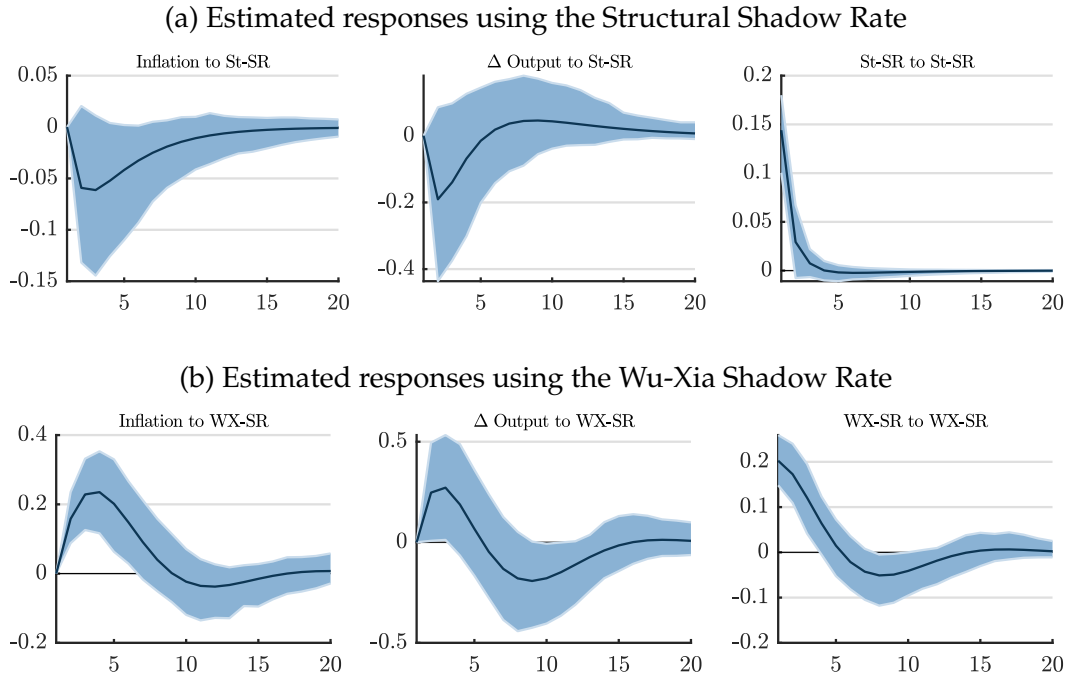 (a) Estimated responses using the Structural Shadow Rate
Inflation to St-SR
0.05
0
-0.05
-0.1
-0.15
5 10 15 20
Δ Output to St-SR
0
-0.2
-0.4
5 10 15 20
St-SR to St-SR
0.2
0.15
0.1
0.05
0
5 10 15 20
(b) Estimated responses using the Wu-Xia Shadow Rate
Inflation to WX-SR
0.4
0.2
0
-0.2
5 10 15 20
Δ Output to WX-SR
0.5
0
-0.5
5 10 15 20
WX-SR to WX-SR
0.2
0.1
0
-0.1
-0.2
5 10 15 20